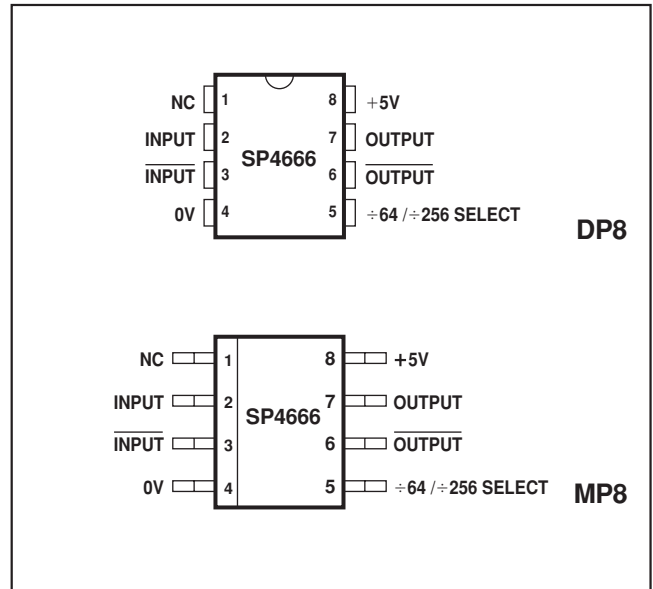 NC 1 8 +5V
INPUT 2 7 OUTPUT
SP4666
INPUT 3 6 OUTPUT
0V 4 5 ÷64 /÷256 SELECT
DP8
NC 1 8 +5V
INPUT 2 7 OUTPUT
SP4666
INPUT 3 6 OUTPUT
0V 4 5 ÷64 /÷256 SELECT
MP8